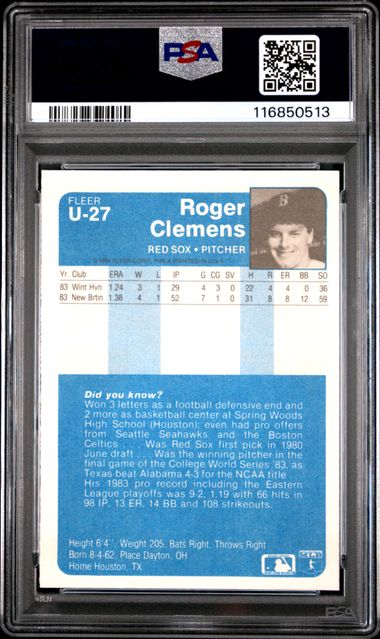 PSA
116850513
FLEER
U-27
Roger
Clemens
RED SOX • PITCHER
© 1984 FLEER CORP. PHILA PRINTED IN U.S.A.
Yr. Club ERA W L IP G CG SV H R ER BB SO
83 Wint Hvn 1.24 3 1 29 4 3 0 22 4 4 0 36
83 New Brtn 1.38 4 1 52 7 1 0 31 8 8 12 59
Did you know?
Won 3 letters as a football defensive end and
2 more as basketball center at Spring Woods
High School (Houston); even had pro offers
from Seattle Seahawks and the Boston
Celtics . . . Was Red Sox first pick in 1980
June draft . . . Was the winning pitcher in the
final game of the College World Series '83, as
Texas beat Alabama 4-3 for the NCAA title . . .
His 1983 pro record including the Eastern
League playoffs was 9-2, 1.19 with 66 hits in
98 IP, 13 ER, 14 BB and 108 strikeouts.
Height 6'4". Weight 205. Bats Right. Throws Right
Born 8-4-62, Place Dayton, OH
Home Houston, TX